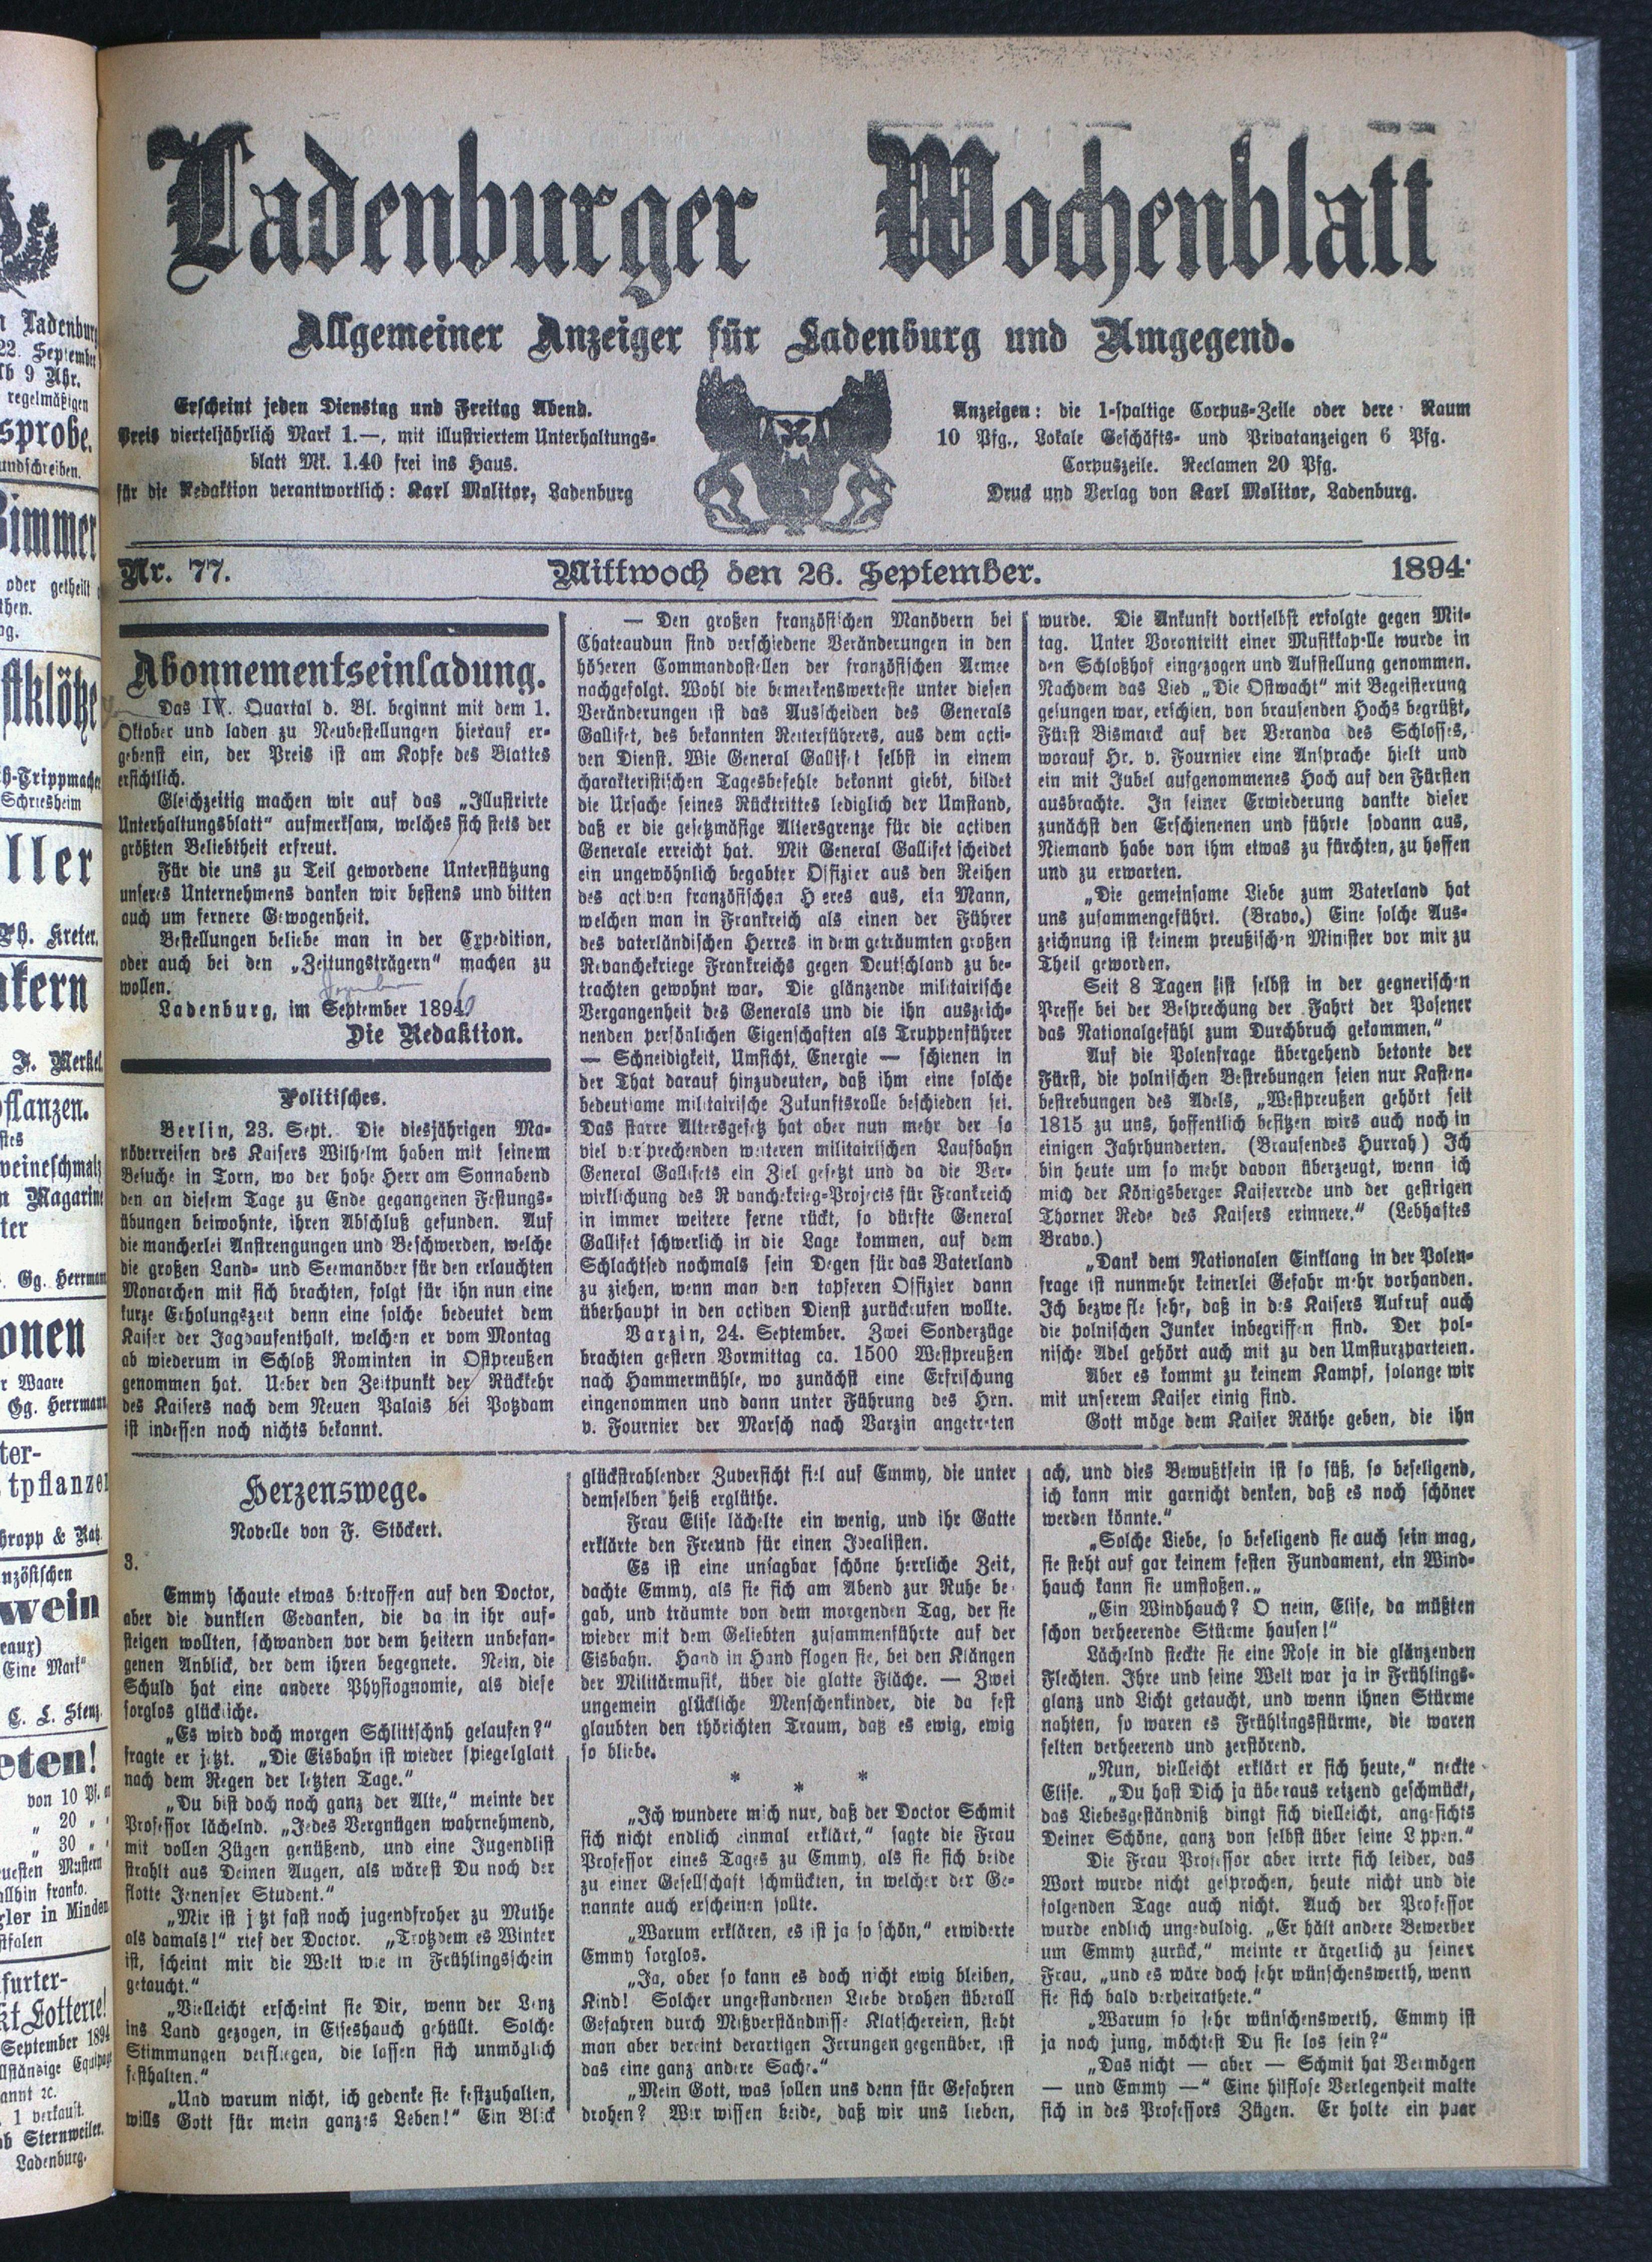 Ladenburger Wochenblatt
Allgemeiner Anzeiger für Ladenburg und Umgegend.
Erscheint jeden Dienstag und Freitag Abend.
Preis vierteljährlich Mark 1.—, mit illustriertem Unterhaltungs-
blatt Mk. 1.40 frei ins Haus.
für die Redaktion verantwortlich: Karl Molitor, Ladenburg
Anzeigen: die 1-spaltige Corpus-Zeile oder dere Raum
10 Pfg., Lokale Geschäfts- und Privatanzeigen 6 Pfg.
Corpuszeile. Reclamen 20 Pfg.
Druck und Verlag von Karl Molitor, Ladenburg.
Nr. 77. Mittwoch den 26. September. 1894
Abonnementseinladung.
Das IV. Quartal d. Bl. beginnt mit dem 1.
Oktober und laden zu Neubestellungen hierauf er-
gebenst ein, der Preis ist am Kopfe des Blattes
ersichtlich.
Gleichzeitig machen wir auf das „Illustrirte
Unterhaltungsblatt“ aufmerksam, welches sich stets der
größten Beliebtheit erfreut.
Für die uns zu Teil gewordene Unterstützung
unseres Unternehmens danken wir bestens und bitten
auch um fernere Gewogenheit.
Bestellungen beliebe man in der Expedition,
oder auch bei den „Zeitungsträgern“ machen zu
wollen.
Ladenburg, im September 1894
Die Redaktion.
Politisches.
Berlin, 23. Sept. Die diesjährigen Ma-
növerreisen des Kaisers Wilhelm haben mit seinem
Besuche in Torn, wo der hohe Herr am Sonnabend
den an diesem Tage zu Ende gegangenen Festungs-
übungen beiwohnte, ihren Abschluß gefunden. Auf
die mancherlei Anstrengungen und Beschwerden, welche
die großen Land- und Seemanöver für den erlauchten
Monarchen mit sich brachten, folgt für ihn nun eine
kurze Erholungszeit denn eine solche bedeutet dem
Kaiser der Jagdaufenthalt, welchen er vom Montag
ab wiederum in Schloß Rominten in Ostpreußen
genommen hat. Ueber den Zeitpunkt der Rückkehr
des Kaisers nach dem Neuen Palais bei Potzdam
ist indessen noch nichts bekannt.
— Den großen französischen Manövern bei
Chateaudun sind verschiedene Veränderungen in den
höheren Commandostellen der französischen Armee
nachgefolgt. Wohl die bemerkenswerteste unter diesen
Veränderungen ist das Ausscheiden des Generals
Gallifet, des bekannten Reiterführers, aus dem acti-
ven Dienst. Wie General Gallifet selbst in einem
charakteristischen Tagesbefehle bekannt giebt, bildet
die Ursache seines Rücktrittes lediglich der Umstand,
daß er die gesetzmäßige Altersgrenze für die activen
Generale erreicht hat. Mit General Gallifet scheidet
ein ungewöhnlich begabter Offizier aus den Reihen
des activen französischen Heres aus, ein Mann,
welchen man in Frankreich als einen der Führer
des vaterländischen Herres in dem geträumten großen
Revanchekriege Frankreichs gegen Deutschland zu be-
trachten gewohnt war. Die glänzende militairische
Vergangenheit des Generals und die ihn auszeich-
nenden persönlichen Eigenschaften als Truppenführer
— Schneidigkeit, Umsicht, Energie — schienen in
der That darauf hinzudeuten, daß ihm eine solche
bedeutsame militairische Zukunftsrolle beschieden sei.
Das starre Altersgesetz hat aber nun mehr der so
viel versprechenden weiteren militairischen Laufbahn
General Gallifets ein Ziel gesetzt und da die Ver-
wirklichung des Revanchekrieg-Projects für Frankreich
in immer weitere ferne rückt, so dürfte General
Gallifet schwerlich in die Lage kommen, auf dem
Schlachtfed nochmals sein Degen für das Vaterland
zu ziehen, wenn man den tapferen Offizier dann
überhaupt in den activen Dienst zurückrufen wollte.
Varzin, 24. September. Zwei Sonderzüge
brachten gestern Vormittag ca. 1500 Westpreußen
nach Hammermühle, wo zunächst eine Erfrischung
eingenommen und dann unter Führung des Hrn.
v. Fournier der Marsch nach Varzin angetreten
wurde. Die Ankunft dortselbst erfolgte gegen Mit-
tag. Unter Vorantritt einer Musikkapelle wurde in
den Schloßhof eingezogen und Aufstellung genommen.
Nachdem das Lied „Die Ostwacht“ mit Begeisterung
gesungen war, erschien, von brausenden Hochs begrüßt,
Fürst Bismarck auf der Veranda des Schlosses,
worauf Hr. v. Fournier eine Ansprache hielt und
ein mit Jubel aufgenommenes Hoch auf den Fürsten
ausbrachte. In seiner Erwiederung dankte dieser
zunächst den Erschienenen und führte sodann aus,
Niemand habe von ihm etwas zu fürchten, zu hoffen
und zu erwarten.
„Die gemeinsame Liebe zum Vaterland hat
uns zusammengeführt. (Bravo.) Eine solche Aus-
zeichnung ist keinem preußischen Minister vor mir zu
Theil geworden.
Seit 8 Tagen ist selbst in der gegnerischen
Presse bei der Besprechung der Fahrt der Posener
das Nationalgefühl zum Durchbruch gekommen.“
Auf die Polenfrage übergehend betonte der
Fürst, die polnischen Bestrebungen seien nur Kasten-
bestrebungen des Adels, „Westpreußen gehört seit
1815 zu uns, hoffentlich besitzen wirs auch noch in
einigen Jahrhunderten. (Brausendes Hurrah) Ich
bin heute um so mehr davon überzeugt, wenn ich
mich der Königsberger Kaiserrede und der gestrigen
Thorner Rede des Kaisers erinnere.“ (Lebhaftes
Bravo.)
„Dank dem Nationalen Einklang in der Polen-
frage ist nunmehr keinerlei Gefahr mehr vorhanden.
Ich bezweifle sehr, daß in des Kaisers Aufruf auch
die polnischen Junker inbegriffen sind. Der pol-
nische Adel gehört auch mit zu den Umsturzparteien.
Aber es kommt zu keinem Kampf, solange wir
mit unserem Kaiser einig sind.
Gott möge dem Kaiser Räthe geben, die ihn
Herzenswege.
Novelle von F. Stöckert.
3.
Emmy schaute etwas betroffen auf den Doctor,
aber die dunklen Gedanken, die da in ihr auf-
steigen wollten, schwanden vor dem heitern unbefan-
genen Anblick, der dem ihren begegnete. Nein, die
Schuld hat eine andere Physiognomie, als diese
sorglos glückliche.
„Es wird doch morgen Schlittschnh gelaufen?“
fragte er jetzt. „Die Eisbahn ist wieder spiegelglatt
nach dem Regen der letzten Tage.“
„Du bist doch noch ganz der Alte,“ meinte der
Professor lächelnd. „Jedes Vergnügen wahrnehmend,
mit vollen Zügen genüßend, und eine Jugendlist
strahlt aus Deinen Augen, als wärest Du noch der
flotte Jenenser Student.“
„Mir ist jetzt fast noch jugendfroher zu Muthe
als damals!“ rief der Doctor. „Trotzdem es Winter
ist, scheint mir die Welt wie in Frühlingsschein
getaucht.“
„Vielleicht erscheint sie Dir, wenn der Lenz
ins Land gezogen, in Eiseshauch gehüllt. Solche
Stimmungen verfliegen, die lassen sich unmöglich
festhalten.“
„Und warum nicht, ich gedenke sie festzuhalten,
wills Gott für mein ganzes Leben!“ Ein Blick
glückstrahlender Zuversicht fiel auf Emmy, die unter
demselben heiß erglüthe.
Frau Elise lächelte ein wenig, und ihr Gatte
erklärte den Freund für einen Idealisten.
Es ist eine unsagbar schöne herrliche Zeit,
dachte Emmy, als sie sich am Abend zur Ruhe be-
gab, und träumte von dem morgenden Tag, der sie
wieder mit dem Geliebten zusammenführte auf der
Eisbahn. Hand in Hand flogen sie, bei den Klängen
der Militärmusik, über die glatte Fläche. — Zwei
ungemein glückliche Menschenkinder, die da fest
glaubten den thörichten Traum, daß es ewig, ewig
so bliebe.
* * *
„Ich wundere mich nur, daß der Doctor Schmit
sich nicht endlich einmal erklärt,“ sagte die Frau
Professor eines Tages zu Emmy, als sie sich beide
zu einer Gesellschaft schmückten, in welcher der Ge-
nannte auch erscheinen sollte.
„Warum erklären, es ist ja so schön,“ erwiderte
Emmy sorglos.
„Ja, aber so kann es doch nicht ewig bleiben,
Kind! Solcher ungestandenen Liebe drohen überall
Gefahren durch Mißverständnisse Klatschereien, steht
man aber vereint derartigen Irrungen gegenüber, ist
das eine ganz andere Sache.“
„Mein Gott, was sollen uns denn für Gefahren
drohen? Wir wissen beide, daß wir uns lieben,
ach, und dies Bewußtsein ist so süß, so beseligend,
ich kann mir garnicht denken, daß es noch schöner
werden könnte.“
„Solche Liebe, so beseligend sie auch sein mag,
sie steht auf gar keinem festen Fundament, ein Wind-
hauch kann sie umstoßen.„
„Ein Windhauch? O nein, Elise, da müßten
schon verheerende Stürme hausen!“
Lächelnd steckte sie eine Rose in die glänzenden
Flechten. Ihre und seine Welt war ja in Frühlings-
glanz und Licht getaucht, und wenn ihnen Stürme
nahten, so waren es Frühlingsstürme, die waren
selten verheerend und zerstörend.
„Nun, vielleicht erklärt er sich heute,“ neckte
Elise. „Du hast Dich ja überaus reizend geschmückt,
das Liebesgeständniß dingt sich vielleicht, angesichts
Deiner Schöne, ganz von selbst über seine Lippen.“
Die Frau Professor aber irrte sich leider, das
Wort wurde nicht gesprochen, heute nicht und die
folgenden Tage auch nicht. Auch der Professor
wurde endlich ungeduldig. „Er hält andere Bewerber
um Emmy zurück,“ meinte er ärgerlich zu seiner
Frau, „und es wäre doch sehr wünschenswerth, wenn
sie sich bald verheirathete.“
„Warum so sehr wünschenswerth, Emmy ist
ja noch jung, möchtest Du sie los sein?“
„Das nicht — aber — Schmit hat Vermögen
— und Emmy —“ Eine hilflose Verlegenheit malte
sich in des Professors Zügen. Er holte ein paar